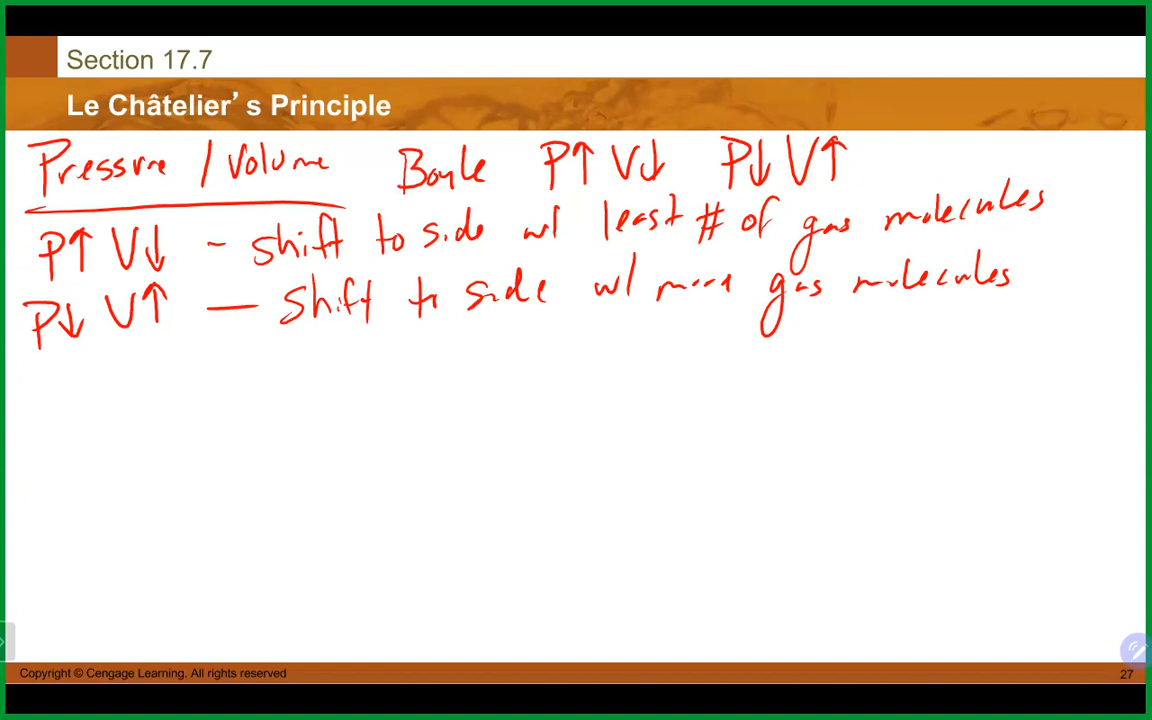 Section 17.7
Le Châtelier's Principle
Pressure / Volume Boyle P↑ V↓ P↓ V↑
P↑ V↓ - shift to side w/ least # of gas molecules
P↓ V↑ — shift to side w/ more gas molecules
Copyright © Cengage Learning. All rights reserved
27